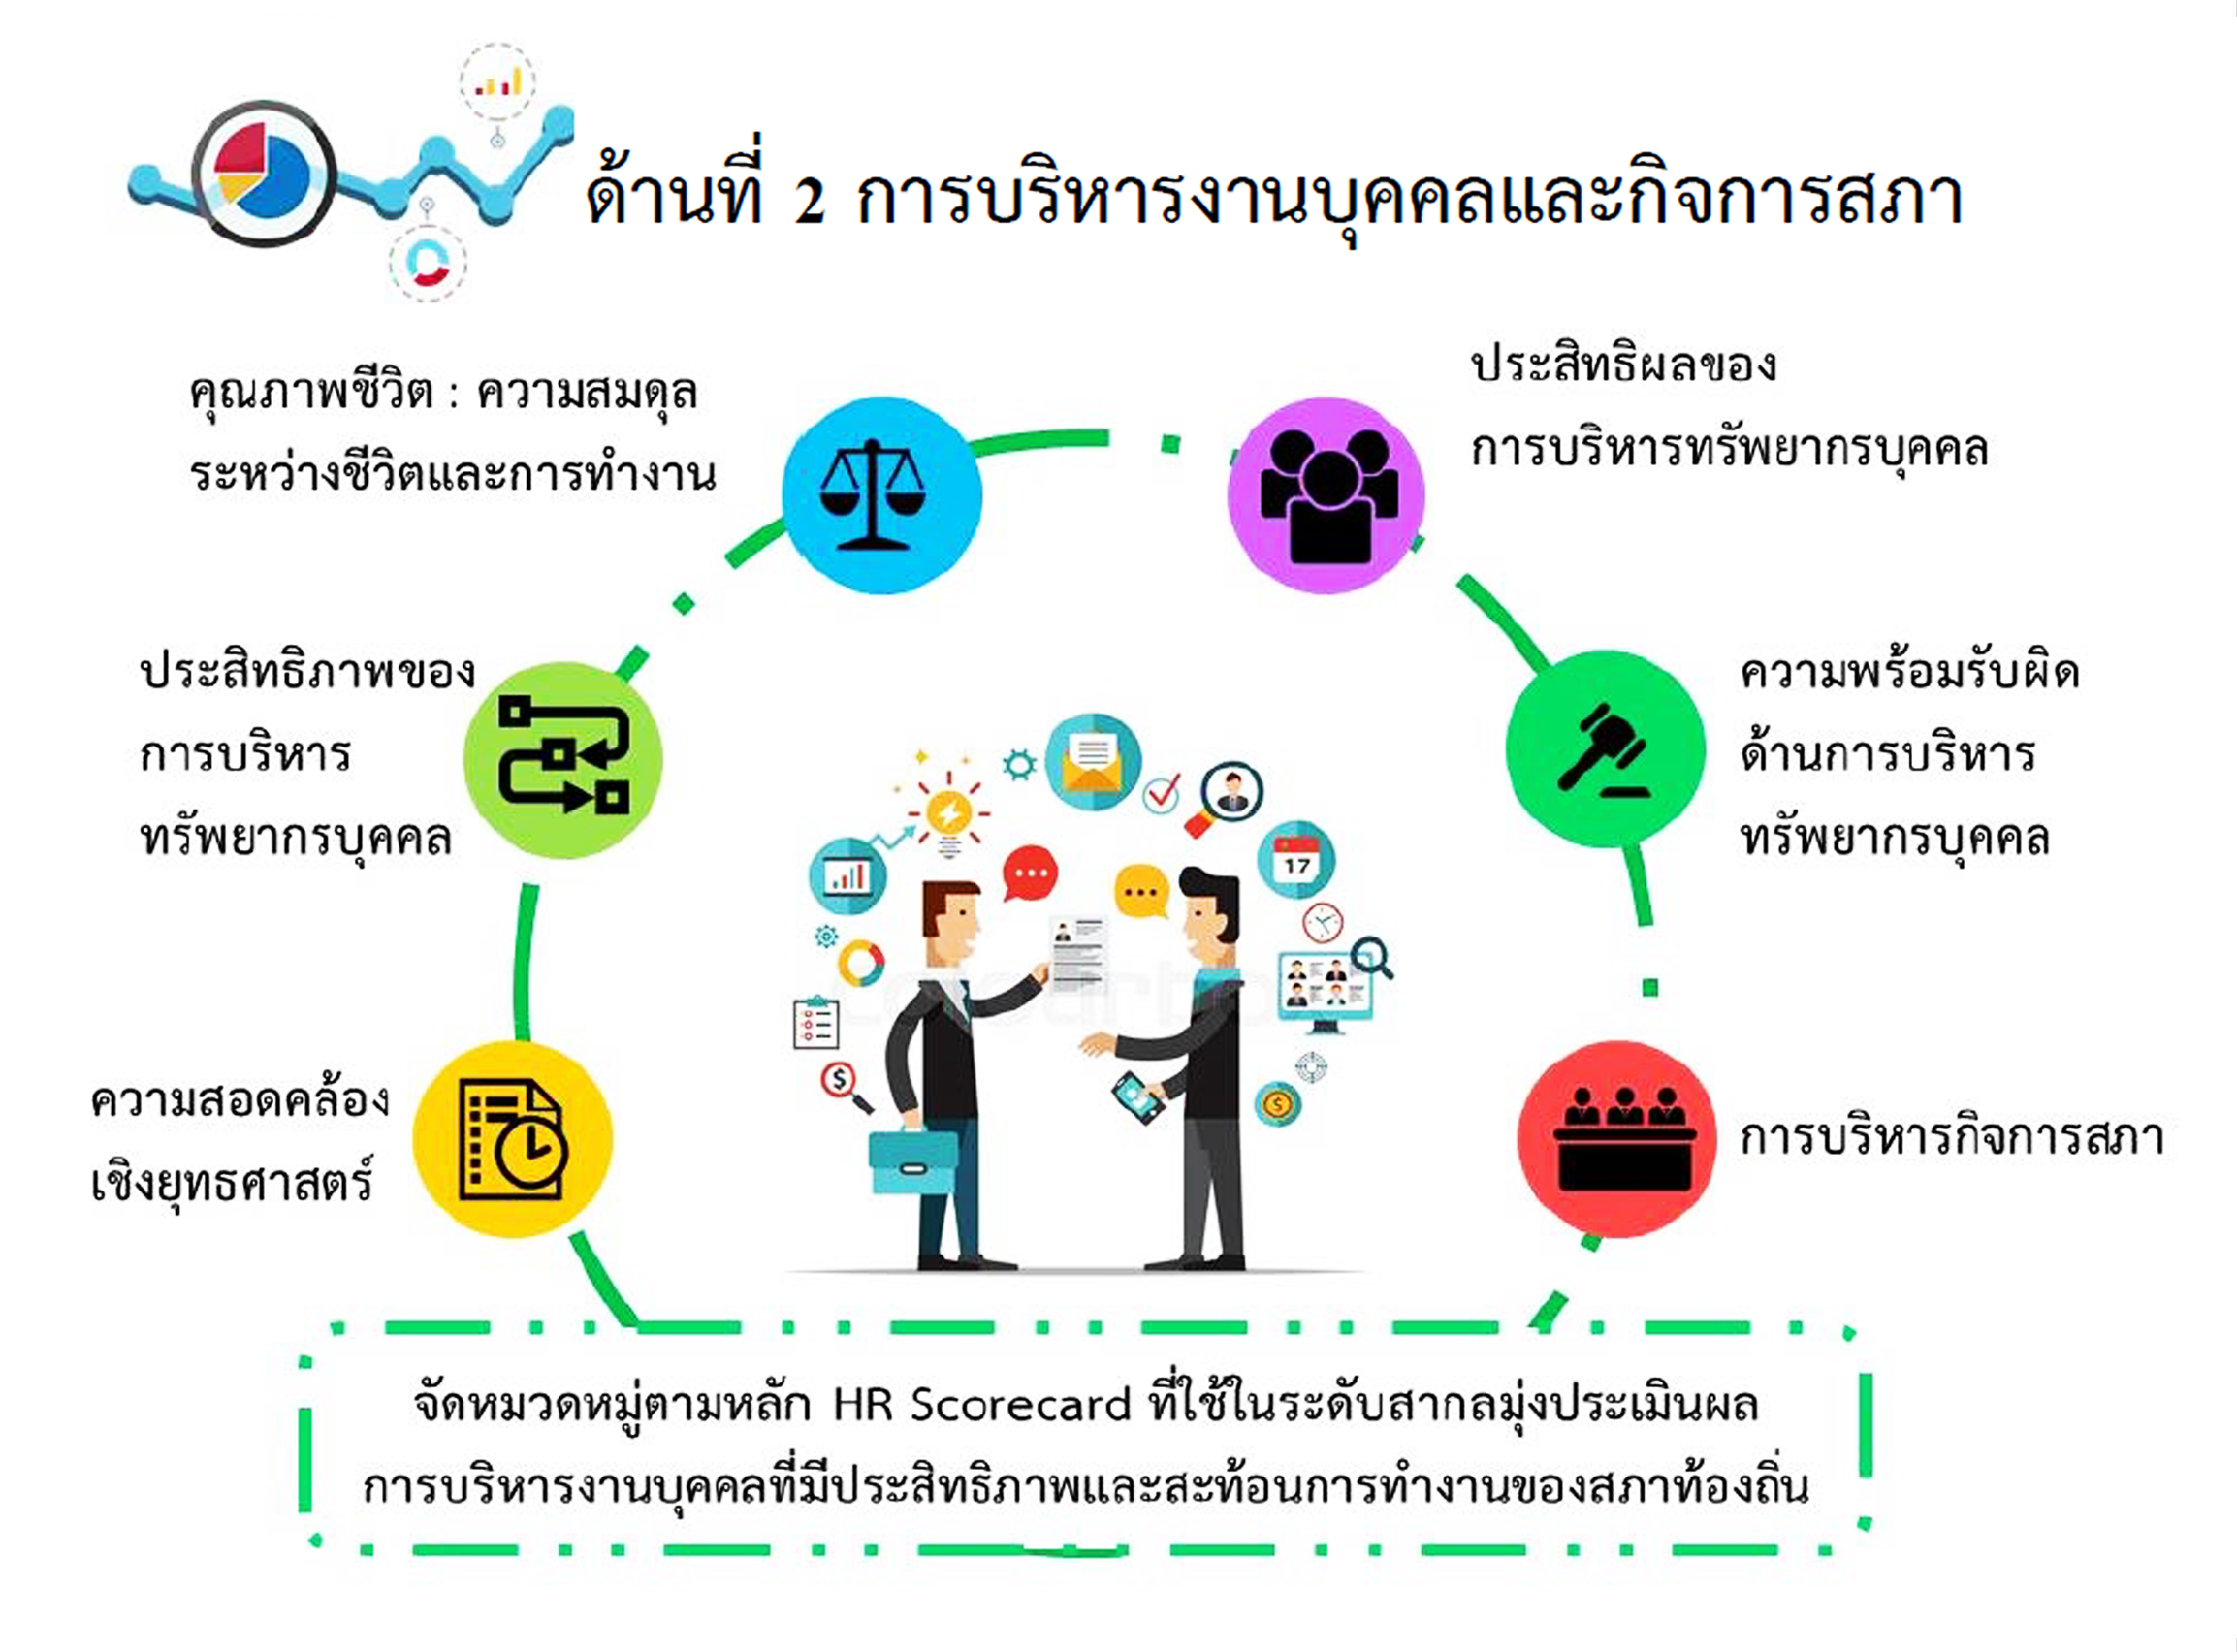 ด้านที่ 2 การบริหารงานบุคคลและกิจการสภา
คุณภาพชีวิต : ความสมดุล
ระหว่างชีวิตและการทำงาน
ประสิทธิผลของ
การบริหารทรัพยากรบุคคล
ประสิทธิภาพของ
การบริหาร
ทรัพยากรบุคคล
ความพร้อมรับผิด
ด้านการบริหาร
ทรัพยากรบุคคล
17
ความสอดคล้อง
เชิงยุทธศาสตร์
การบริหารกิจการสภา
จัดหมวดหมู่ตามหลัก HR Scorecard ที่ใช้ในระดับสากลมุ่งประเมินผล
การบริหารงานบุคคลที่มีประสิทธิภาพและสะท้อนการทำงานของสภาท้องถิ่น